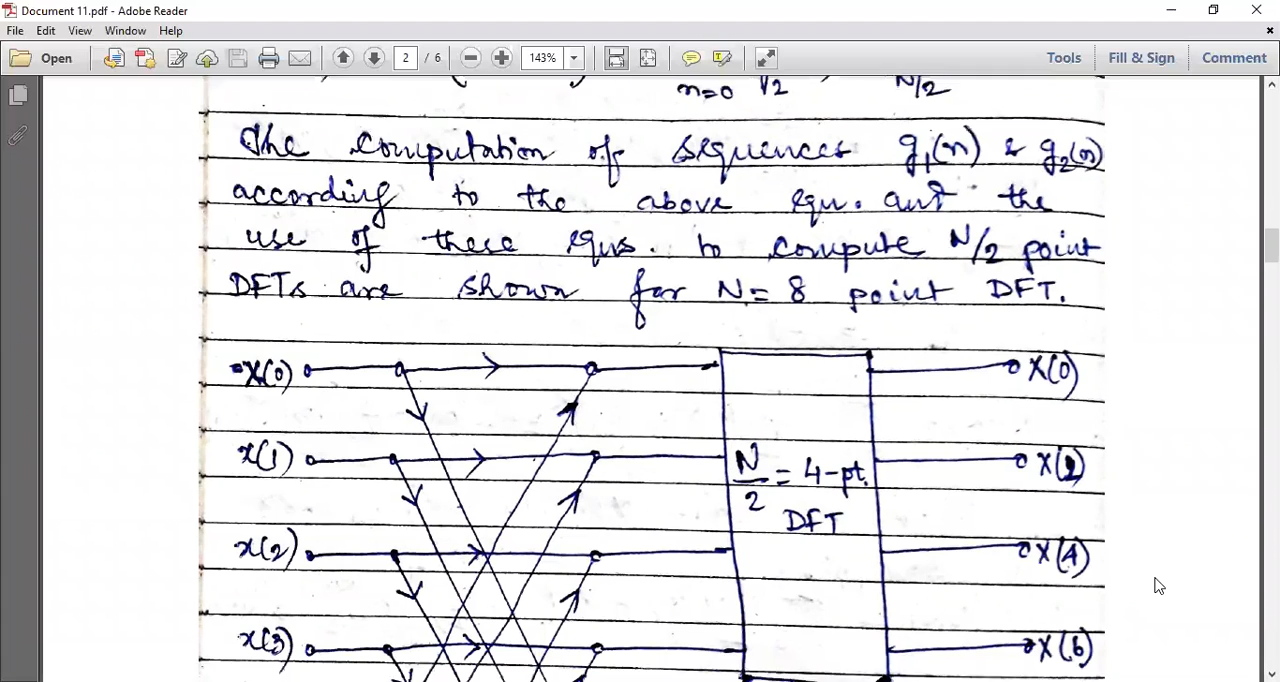 Document 11.pdf - Adobe Reader
File Edit View Window Help
Open 2 / 6 143% Tools Fill & Sign Comment
n=0 N/2
The computation of sequences g₁(n) & g₂(n)
according to the above equ. and the
use of these equs. to compute N/2 point
DFTs are shown for N = 8 point DFT.
x(0) X(0)
x(1) X(2)
N/2 = 4-pt.
DFT
x(2) X(4)
x(3) X(6)